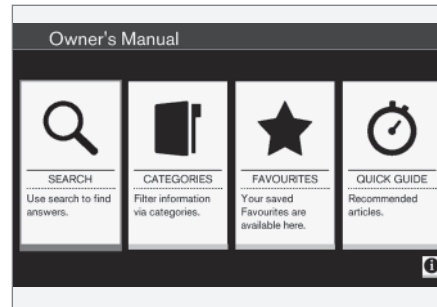 Owner's Manual
SEARCH
Use search to find
answers.
CATEGORIES
Filter information
via categories.
FAVOURITES
Your saved
Favourites are
available here.
QUICK GUIDE
Recommended
articles.